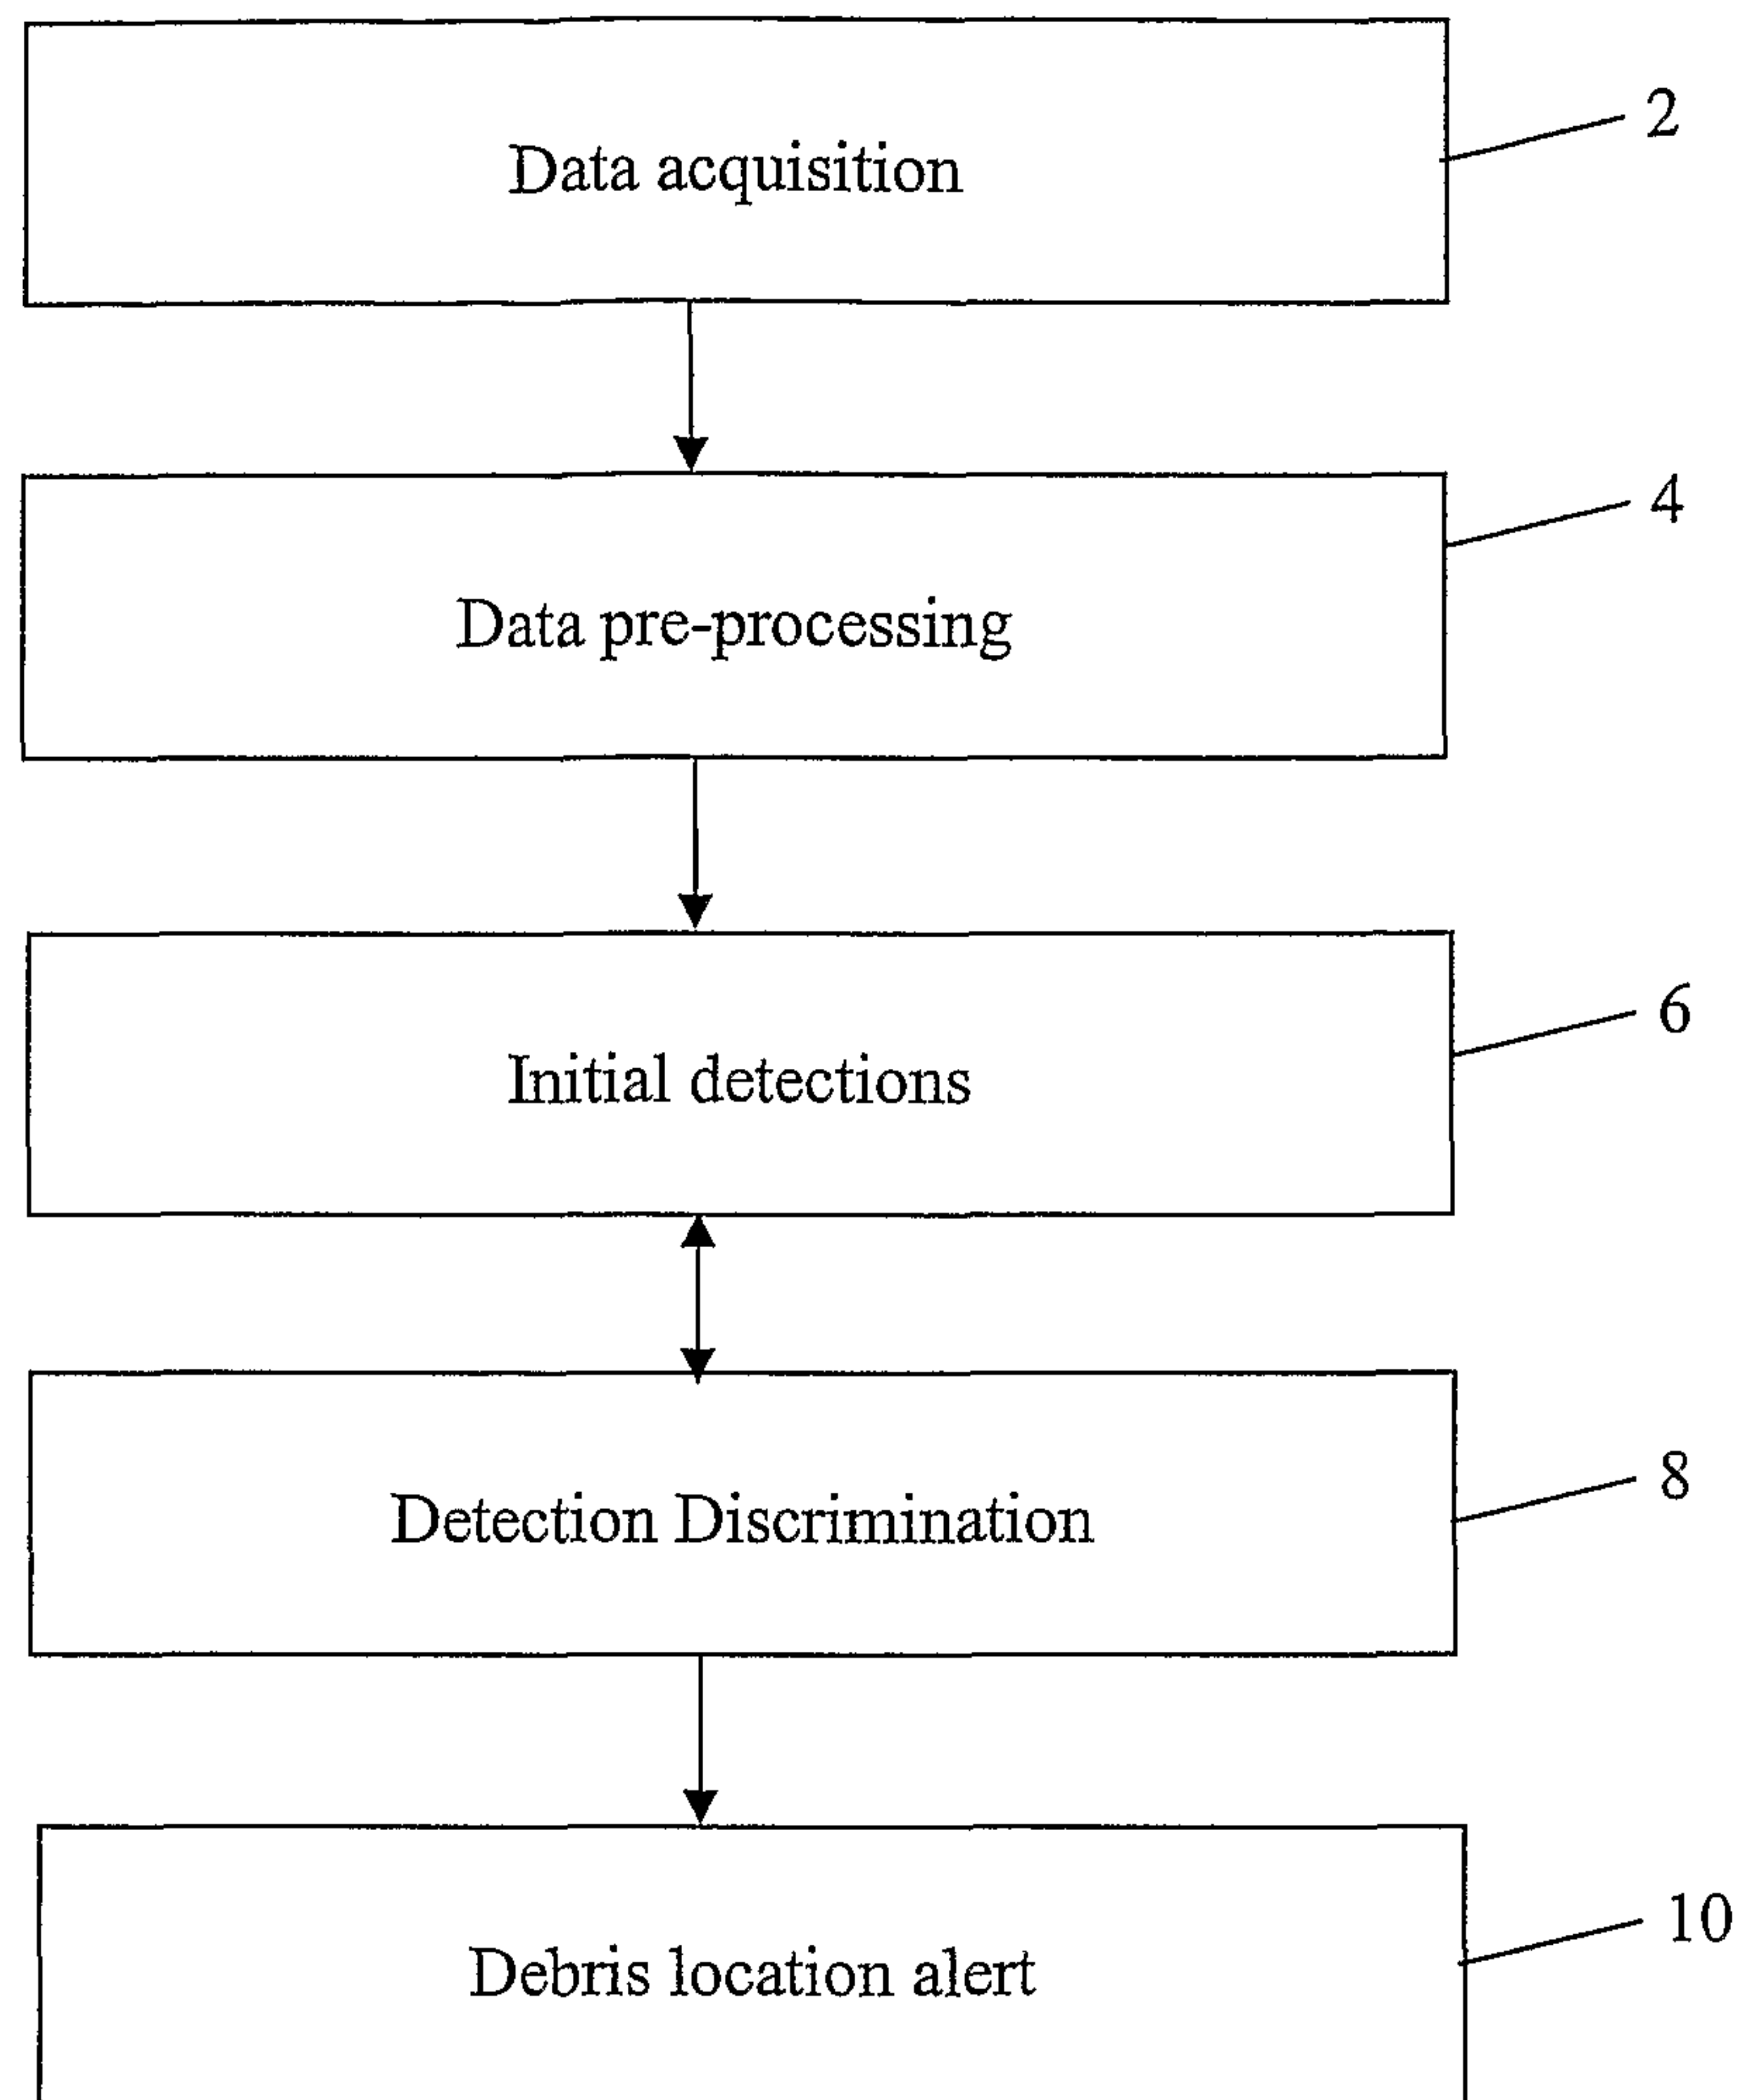 Data acquisition
2
Data pre-processing
4
Initial detections
6
Detection Discrimination
8
Debris location alert
10